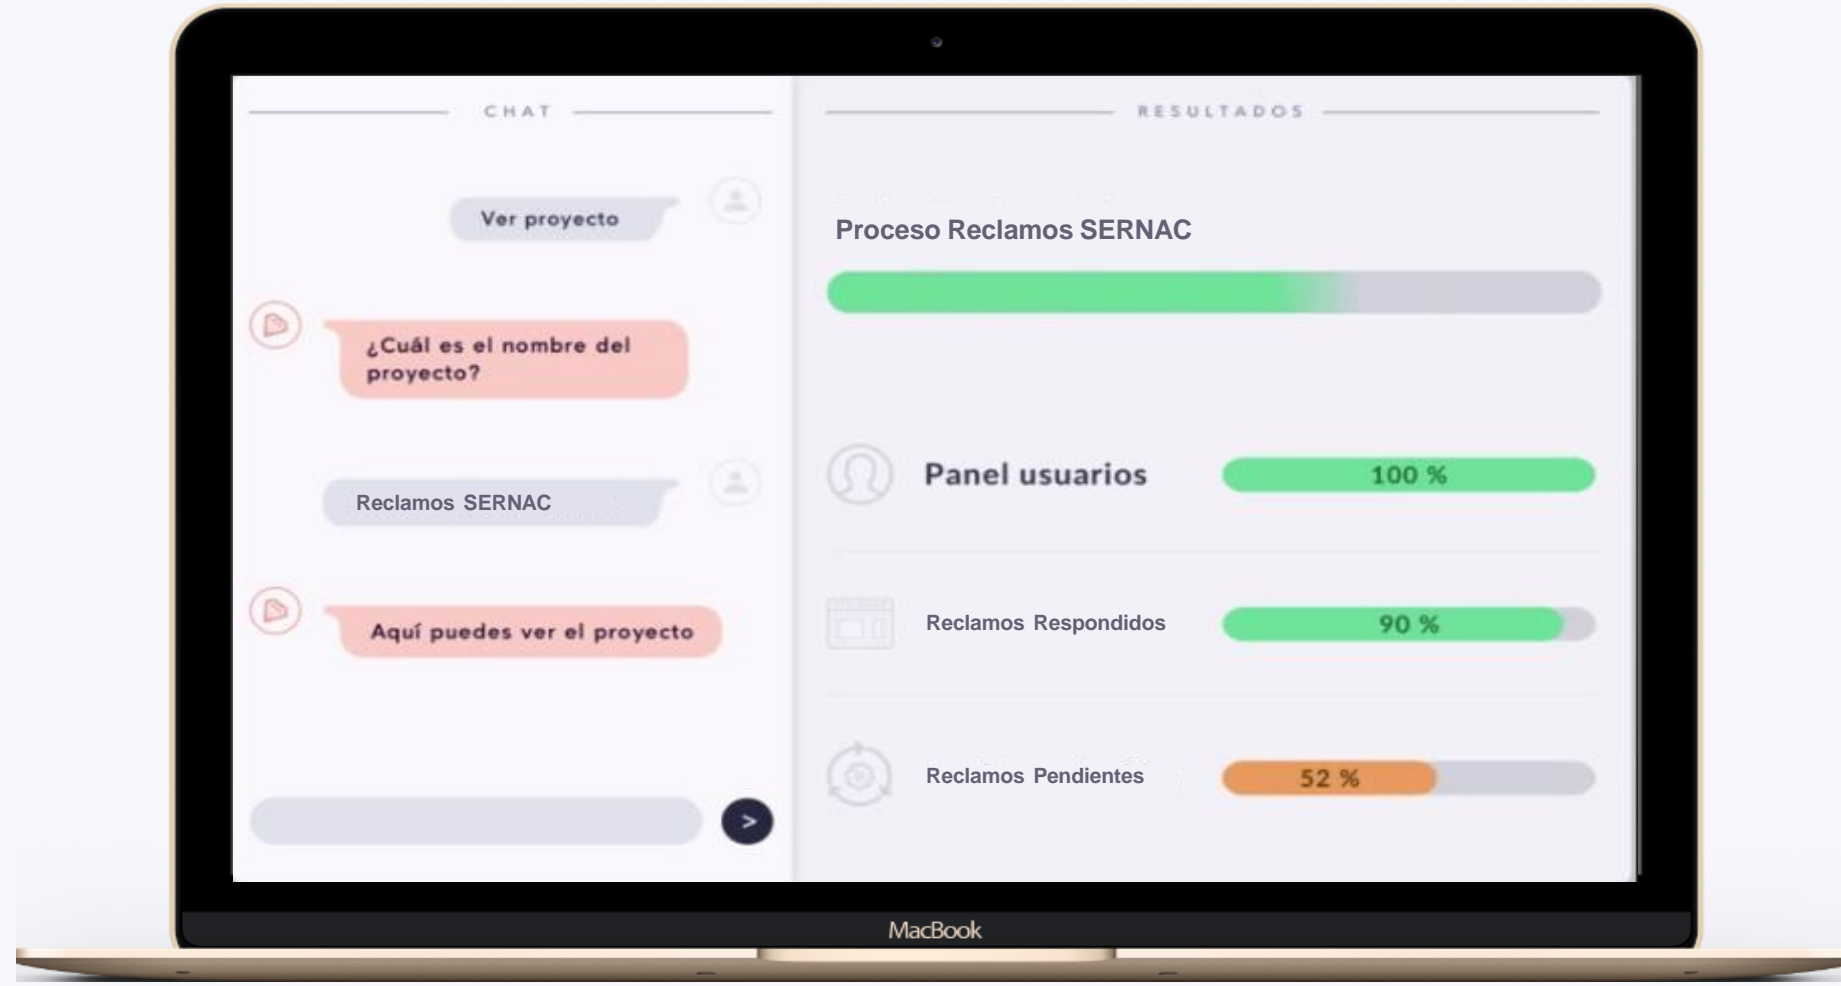 CHAT
Ver proyecto
¿Cuál es el nombre del
proyecto?
Reclamos SERNAC
Aquí puedes ver el proyecto
>
RESULTADOS
Proceso Reclamos SERNAC
Panel usuarios
100 %
Reclamos Respondidos
90 %
Reclamos Pendientes
52 %
MacBook